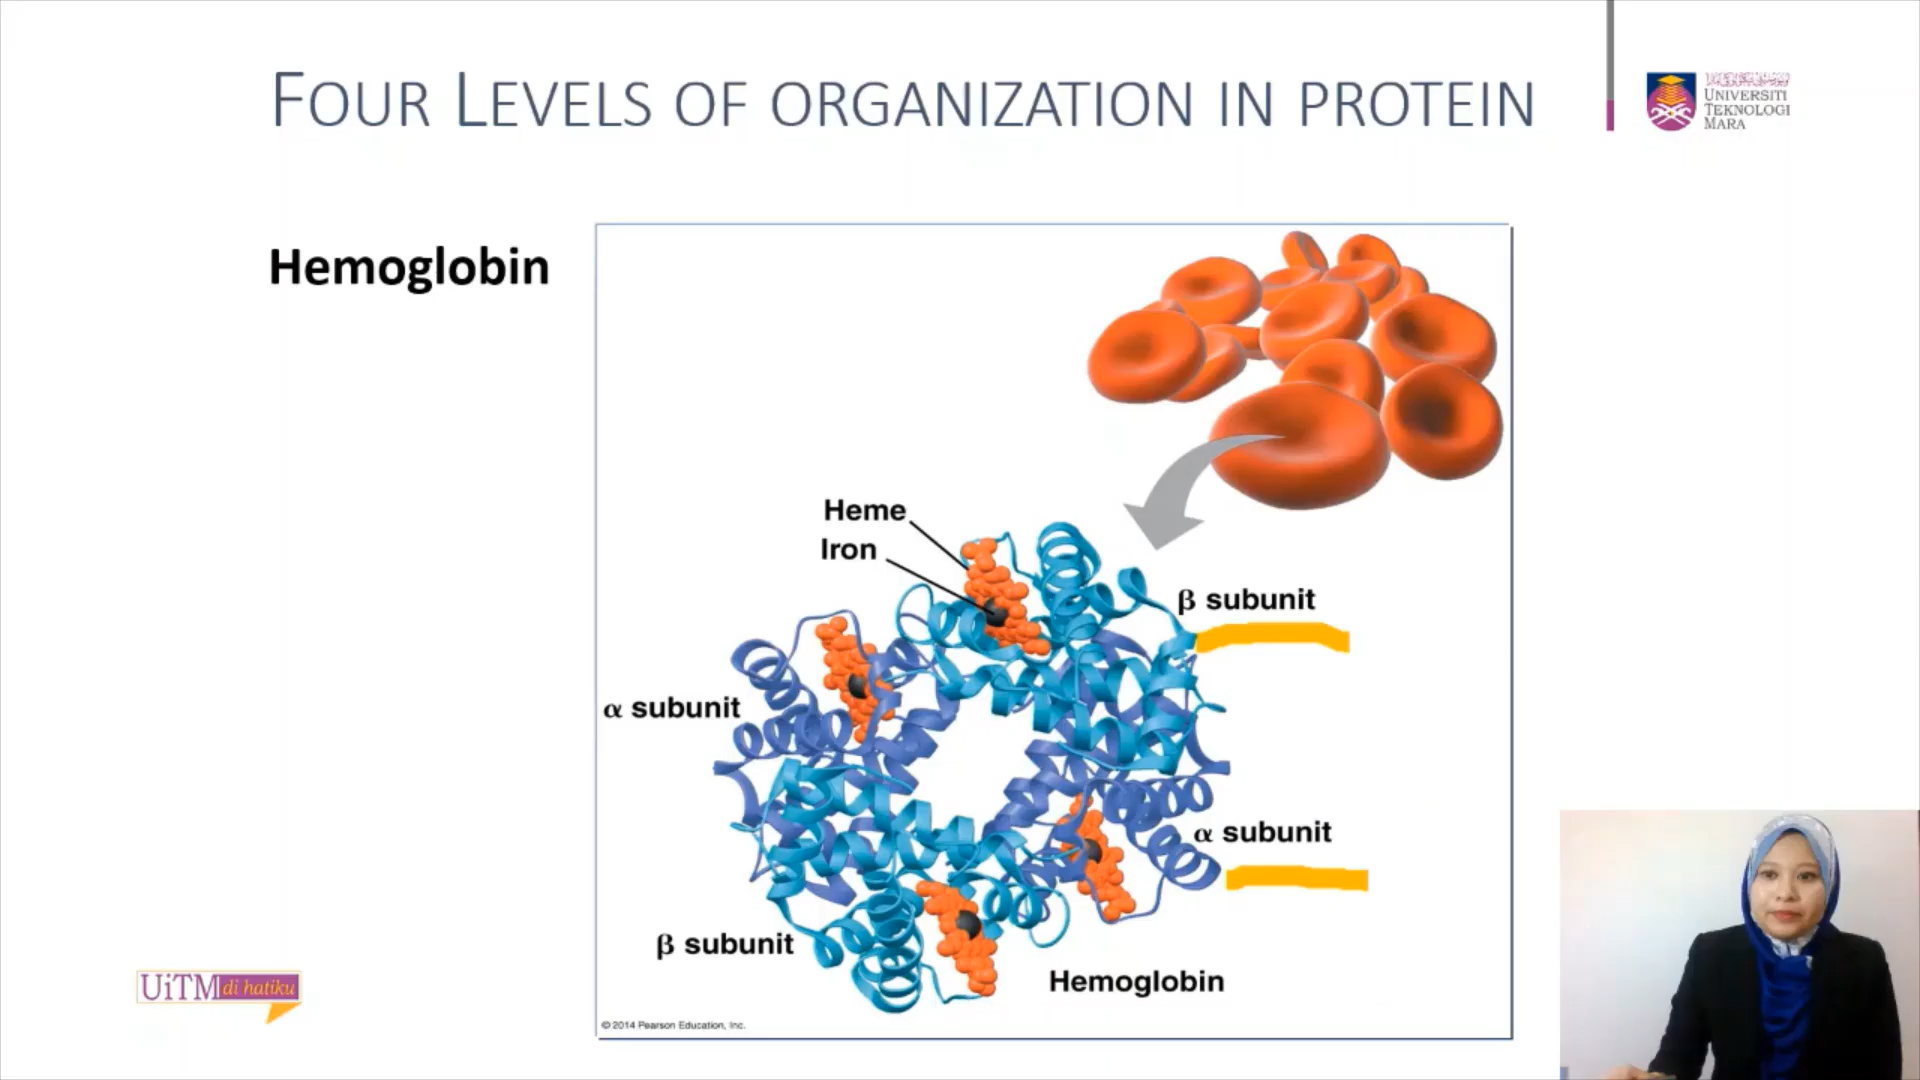 FOUR LEVELS OF ORGANIZATION IN PROTEIN
UNIVERSITI
TEKNOLOGI
MARA
Hemoglobin
Heme
Iron
β subunit
α subunit
α subunit
β subunit
Hemoglobin
UiTM di hatiku
© 2014 Pearson Education, Inc.